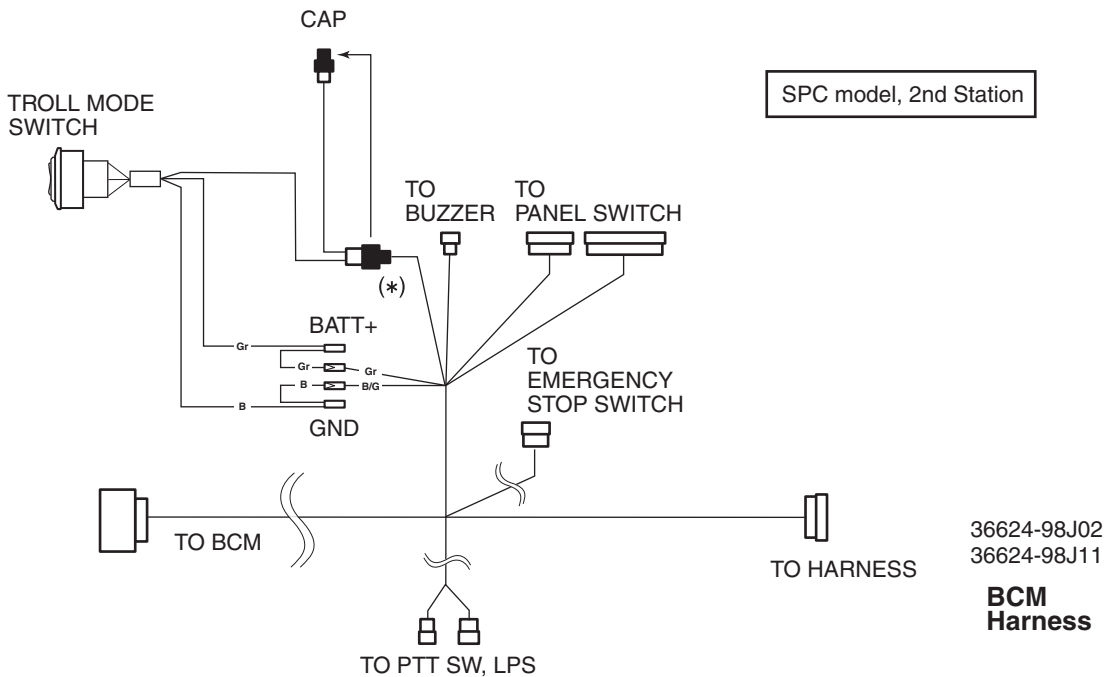 CAP
SPC model, 2nd Station
TROLL MODE
SWITCH
TO
BUZZER
TO
PANEL SWITCH
(*)
BATT+
Gr
Gr
Gr
B
B/G
B
GND
TO
EMERGENCY
STOP SWITCH
TO BCM
TO HARNESS
36624-98J02
36624-98J11
BCM
Harness
TO PTT SW, LPS